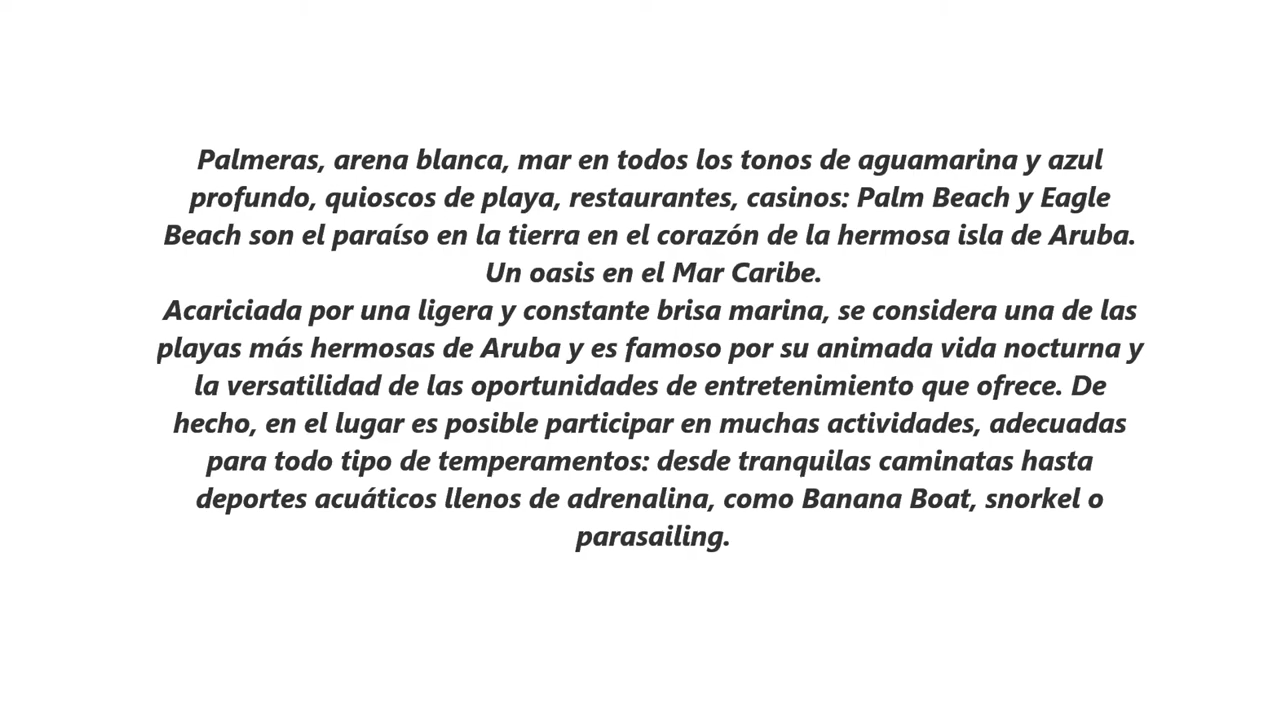 Palmeras, arena blanca, mar en todos los tonos de aguamarina y azul
profundo, quioscos de playa, restaurantes, casinos: Palm Beach y Eagle
Beach son el paraíso en la tierra en el corazón de la hermosa isla de Aruba.
Un oasis en el Mar Caribe.
Acariciada por una ligera y constante brisa marina, se considera una de las
playas más hermosas de Aruba y es famoso por su animada vida nocturna y
la versatilidad de las oportunidades de entretenimiento que ofrece. De
hecho, en el lugar es posible participar en muchas actividades, adecuadas
para todo tipo de temperamentos: desde tranquilas caminatas hasta
deportes acuáticos llenos de adrenalina, como Banana Boat, snorkel o
parasailing.